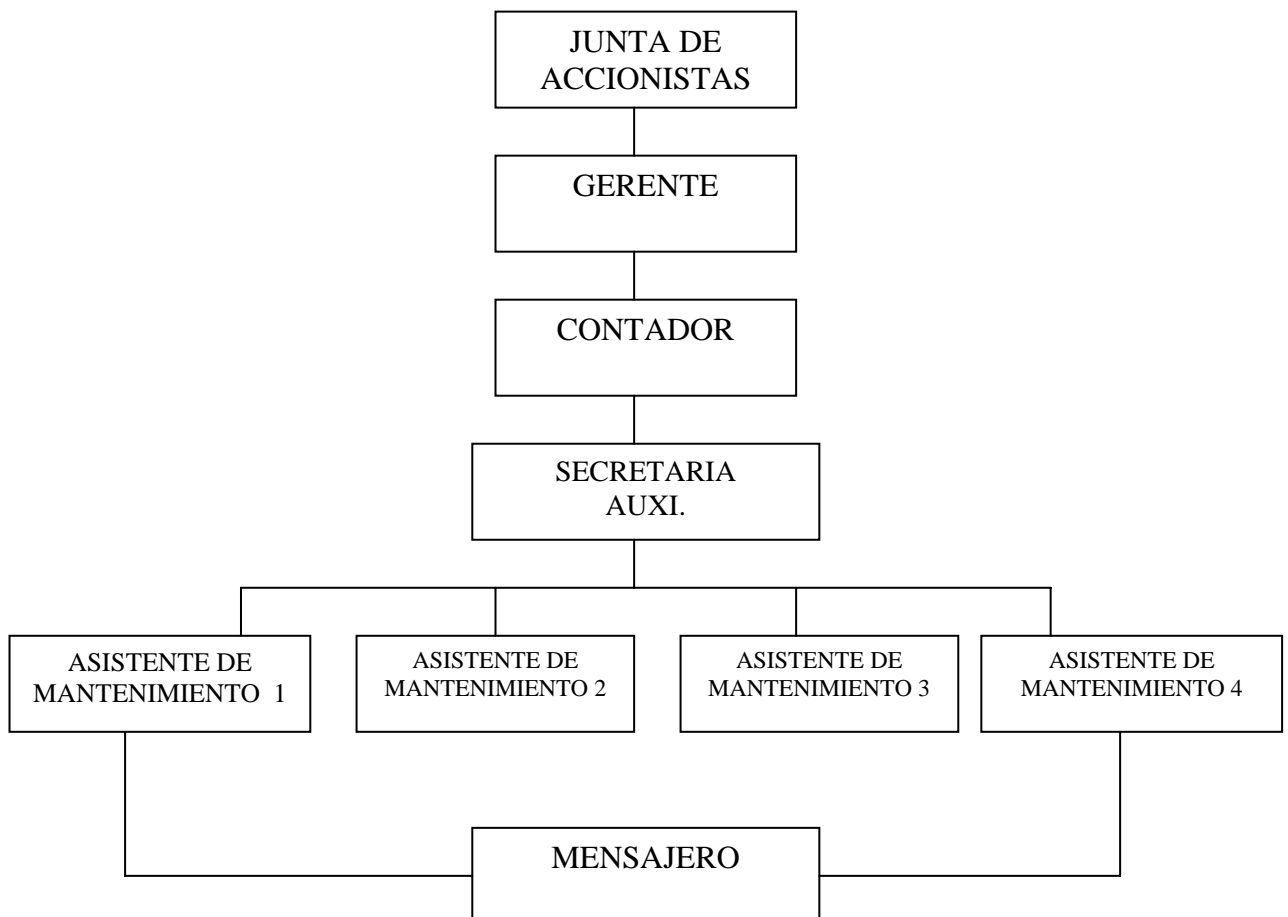 JUNTA DE
ACCIONISTAS
GERENTE
CONTADOR
SECRETARIA
AUXI.
ASISTENTE DE
MANTENIMIENTO 1
ASISTENTE DE
MANTENIMIENTO 2
ASISTENTE DE
MANTENIMIENTO 3
ASISTENTE DE
MANTENIMIENTO 4
MENSAJERO